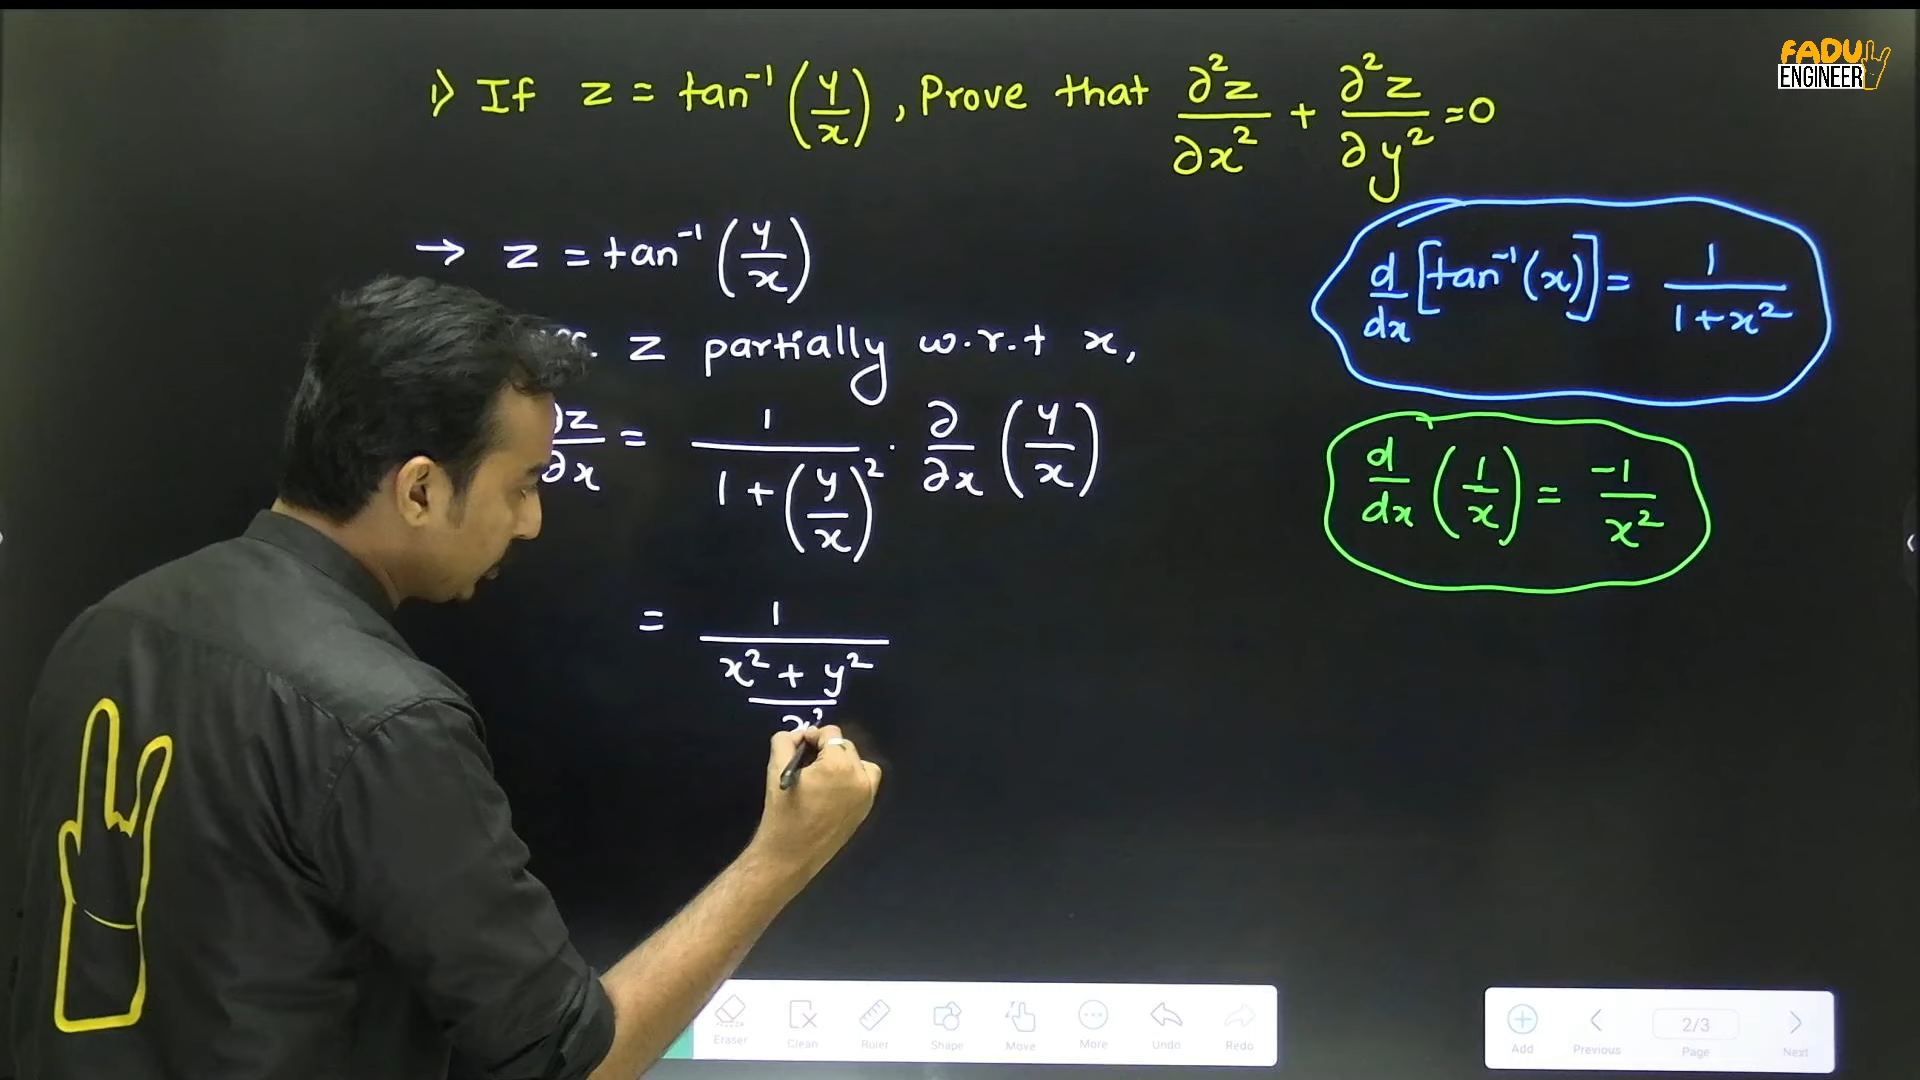 FADU
ENGINEER
1) If z = tan⁻¹(y/x), Prove that ∂²z/∂x² + ∂²z/∂y² = 0
→ z = tan⁻¹(y/x)
z partially w.r.t x,
∂z/∂x = 1/(1+(y/x)²) · ∂/∂x (y/x)
= 1/((x² + y²)/x²)
d/dx [tan⁻¹(x)] = 1/(1+x²)
d/dx (1/x) = -1/x²
Eraser Clean Ruler Shape Move More Undo Redo
2/3
Add Previous Page Next